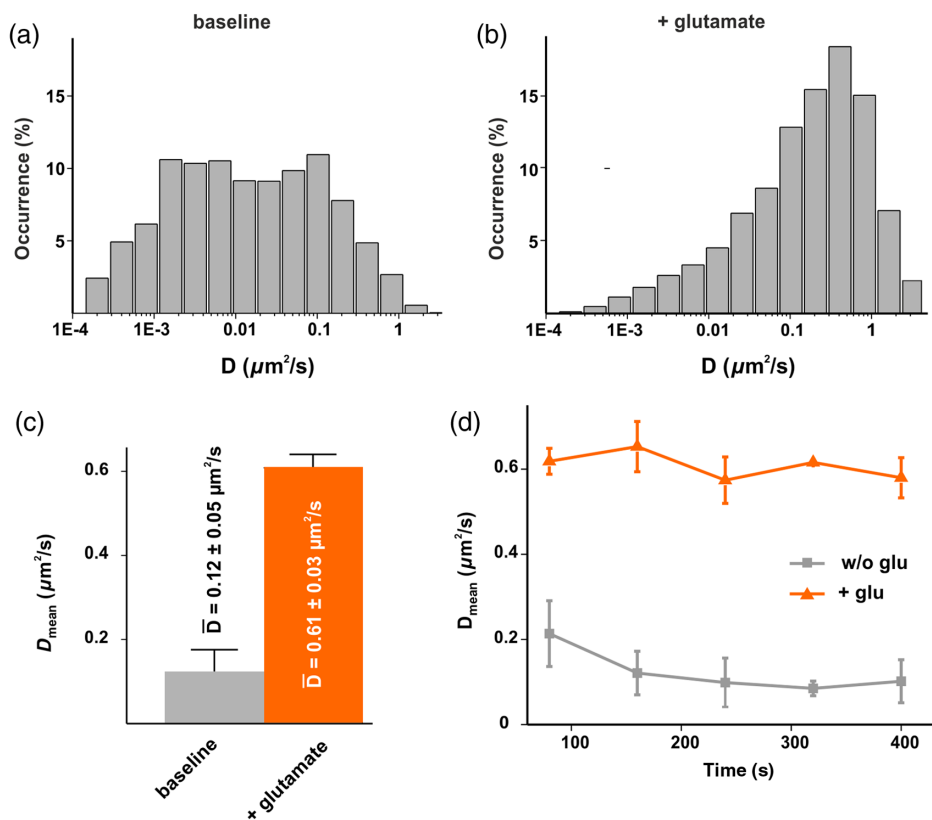 (a)
baseline
Occurrence (%)
15
10
5
1E-4
1E-3
0.01
0.1
1
D (µm²/s)
(b)
+ glutamate
Occurrence (%)
15
10
5
1E-4
1E-3
0.01
0.1
1
D (µm²/s)
(c)
D mean (µm²/s)
0.6
0.4
0.2
D̅ = 0.12 ± 0.05 µm²/s
D̅ = 0.61 ± 0.03 µm²/s
baseline
+ glutamate
(d)
D mean (µm²/s)
0.6
0.4
0.2
0
w/o glu
+ glu
100
200
300
400
Time (s)